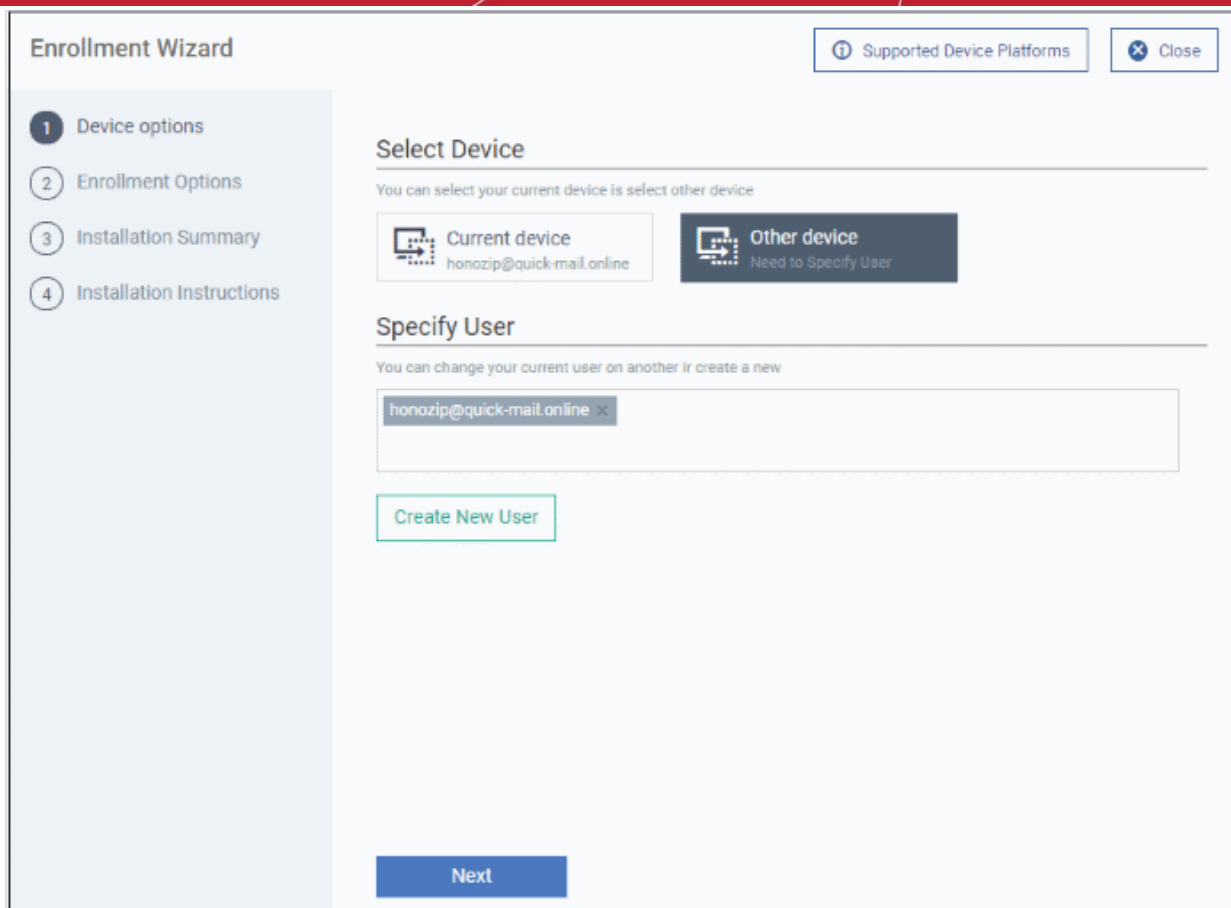 Enrollment Wizard
Supported Device Platforms
Close
1 Device options
2 Enrollment Options
3 Installation Summary
4 Installation Instructions
Select Device
You can select your current device is select other device
Current device
honozip@quick-mail.online
Other device
Need to Specify User
Specify User
You can change your current user on another ir create a new
honozip@quick-mail.online ×
Create New User
Next